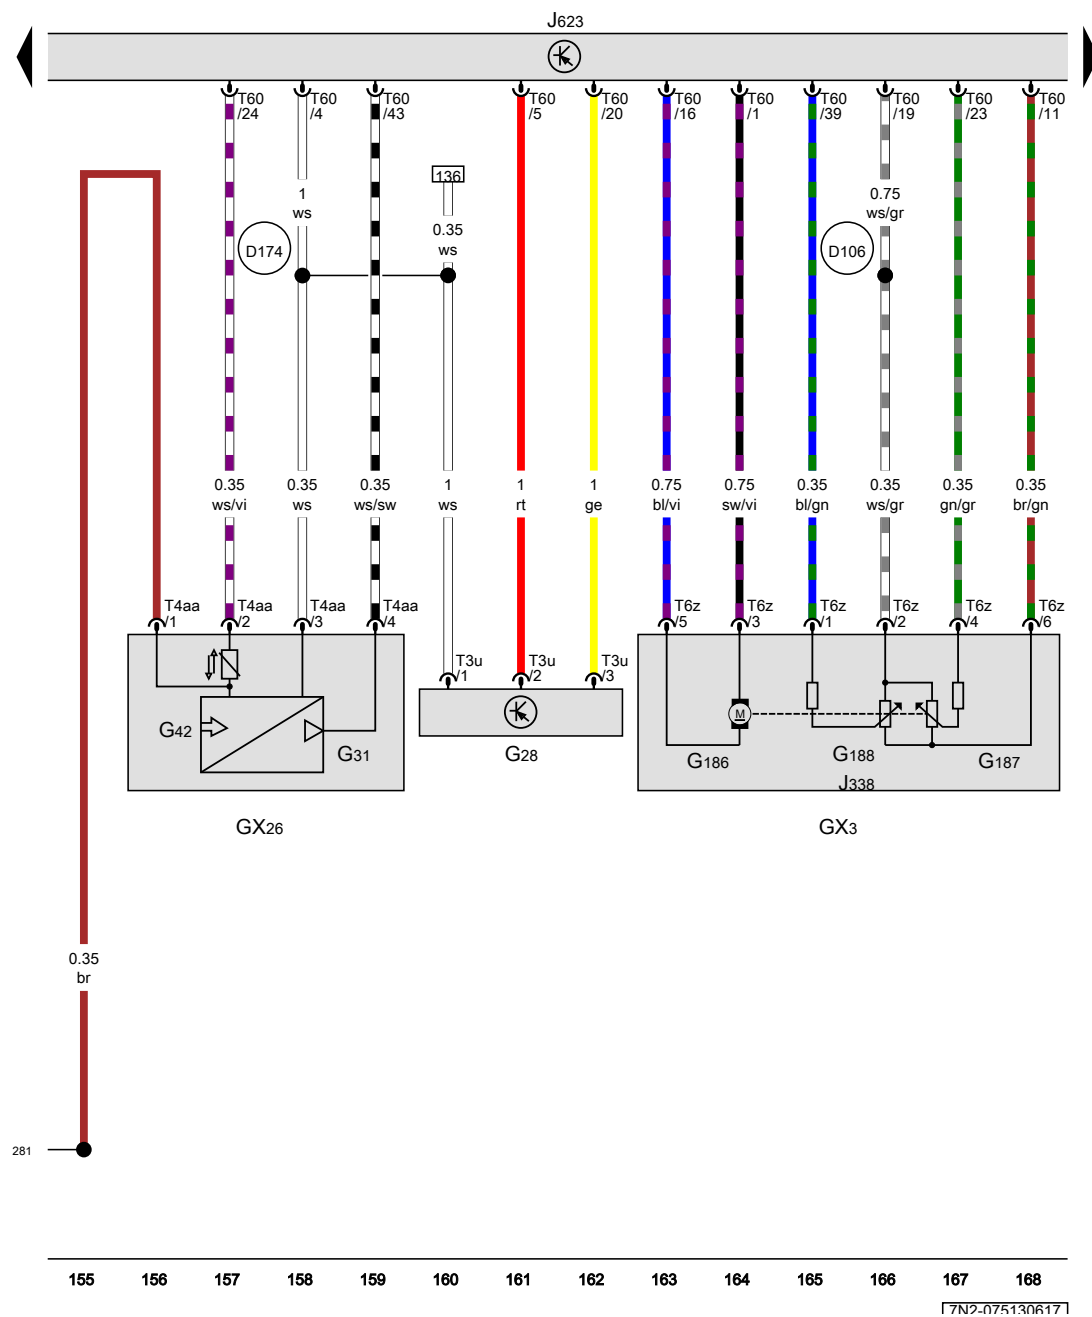 J623
T60 T60 T60 T60 T60 T60 T60 T60 T60 T60 T60
/24 /4 /43 /5 /20 /16 /1 /39 /19 /23 /11
136
1
ws
0.75
ws/gr
0.35
ws
D174
D106
0.35 0.35 0.35 1 1 1 0.75 0.75 0.35 0.35 0.35 0.35
ws/vi ws ws/sw ws rt ge bl/vi sw/vi bl/gn ws/gr gn/gr br/gn
T4aa T4aa T4aa T4aa T6z T6z T6z T6z T6z T6z
/1 /2 /3 /4 /5 /3 /1 /2 /4 /6
T3u T3u T3u
/1 /2 /3
M
G42
G31
G28
G186
G188
G187
J338
GX26
GX3
0.35
br
281
155 156 157 158 159 160 161 162 163 164 165 166 167 168
7N2-075130617